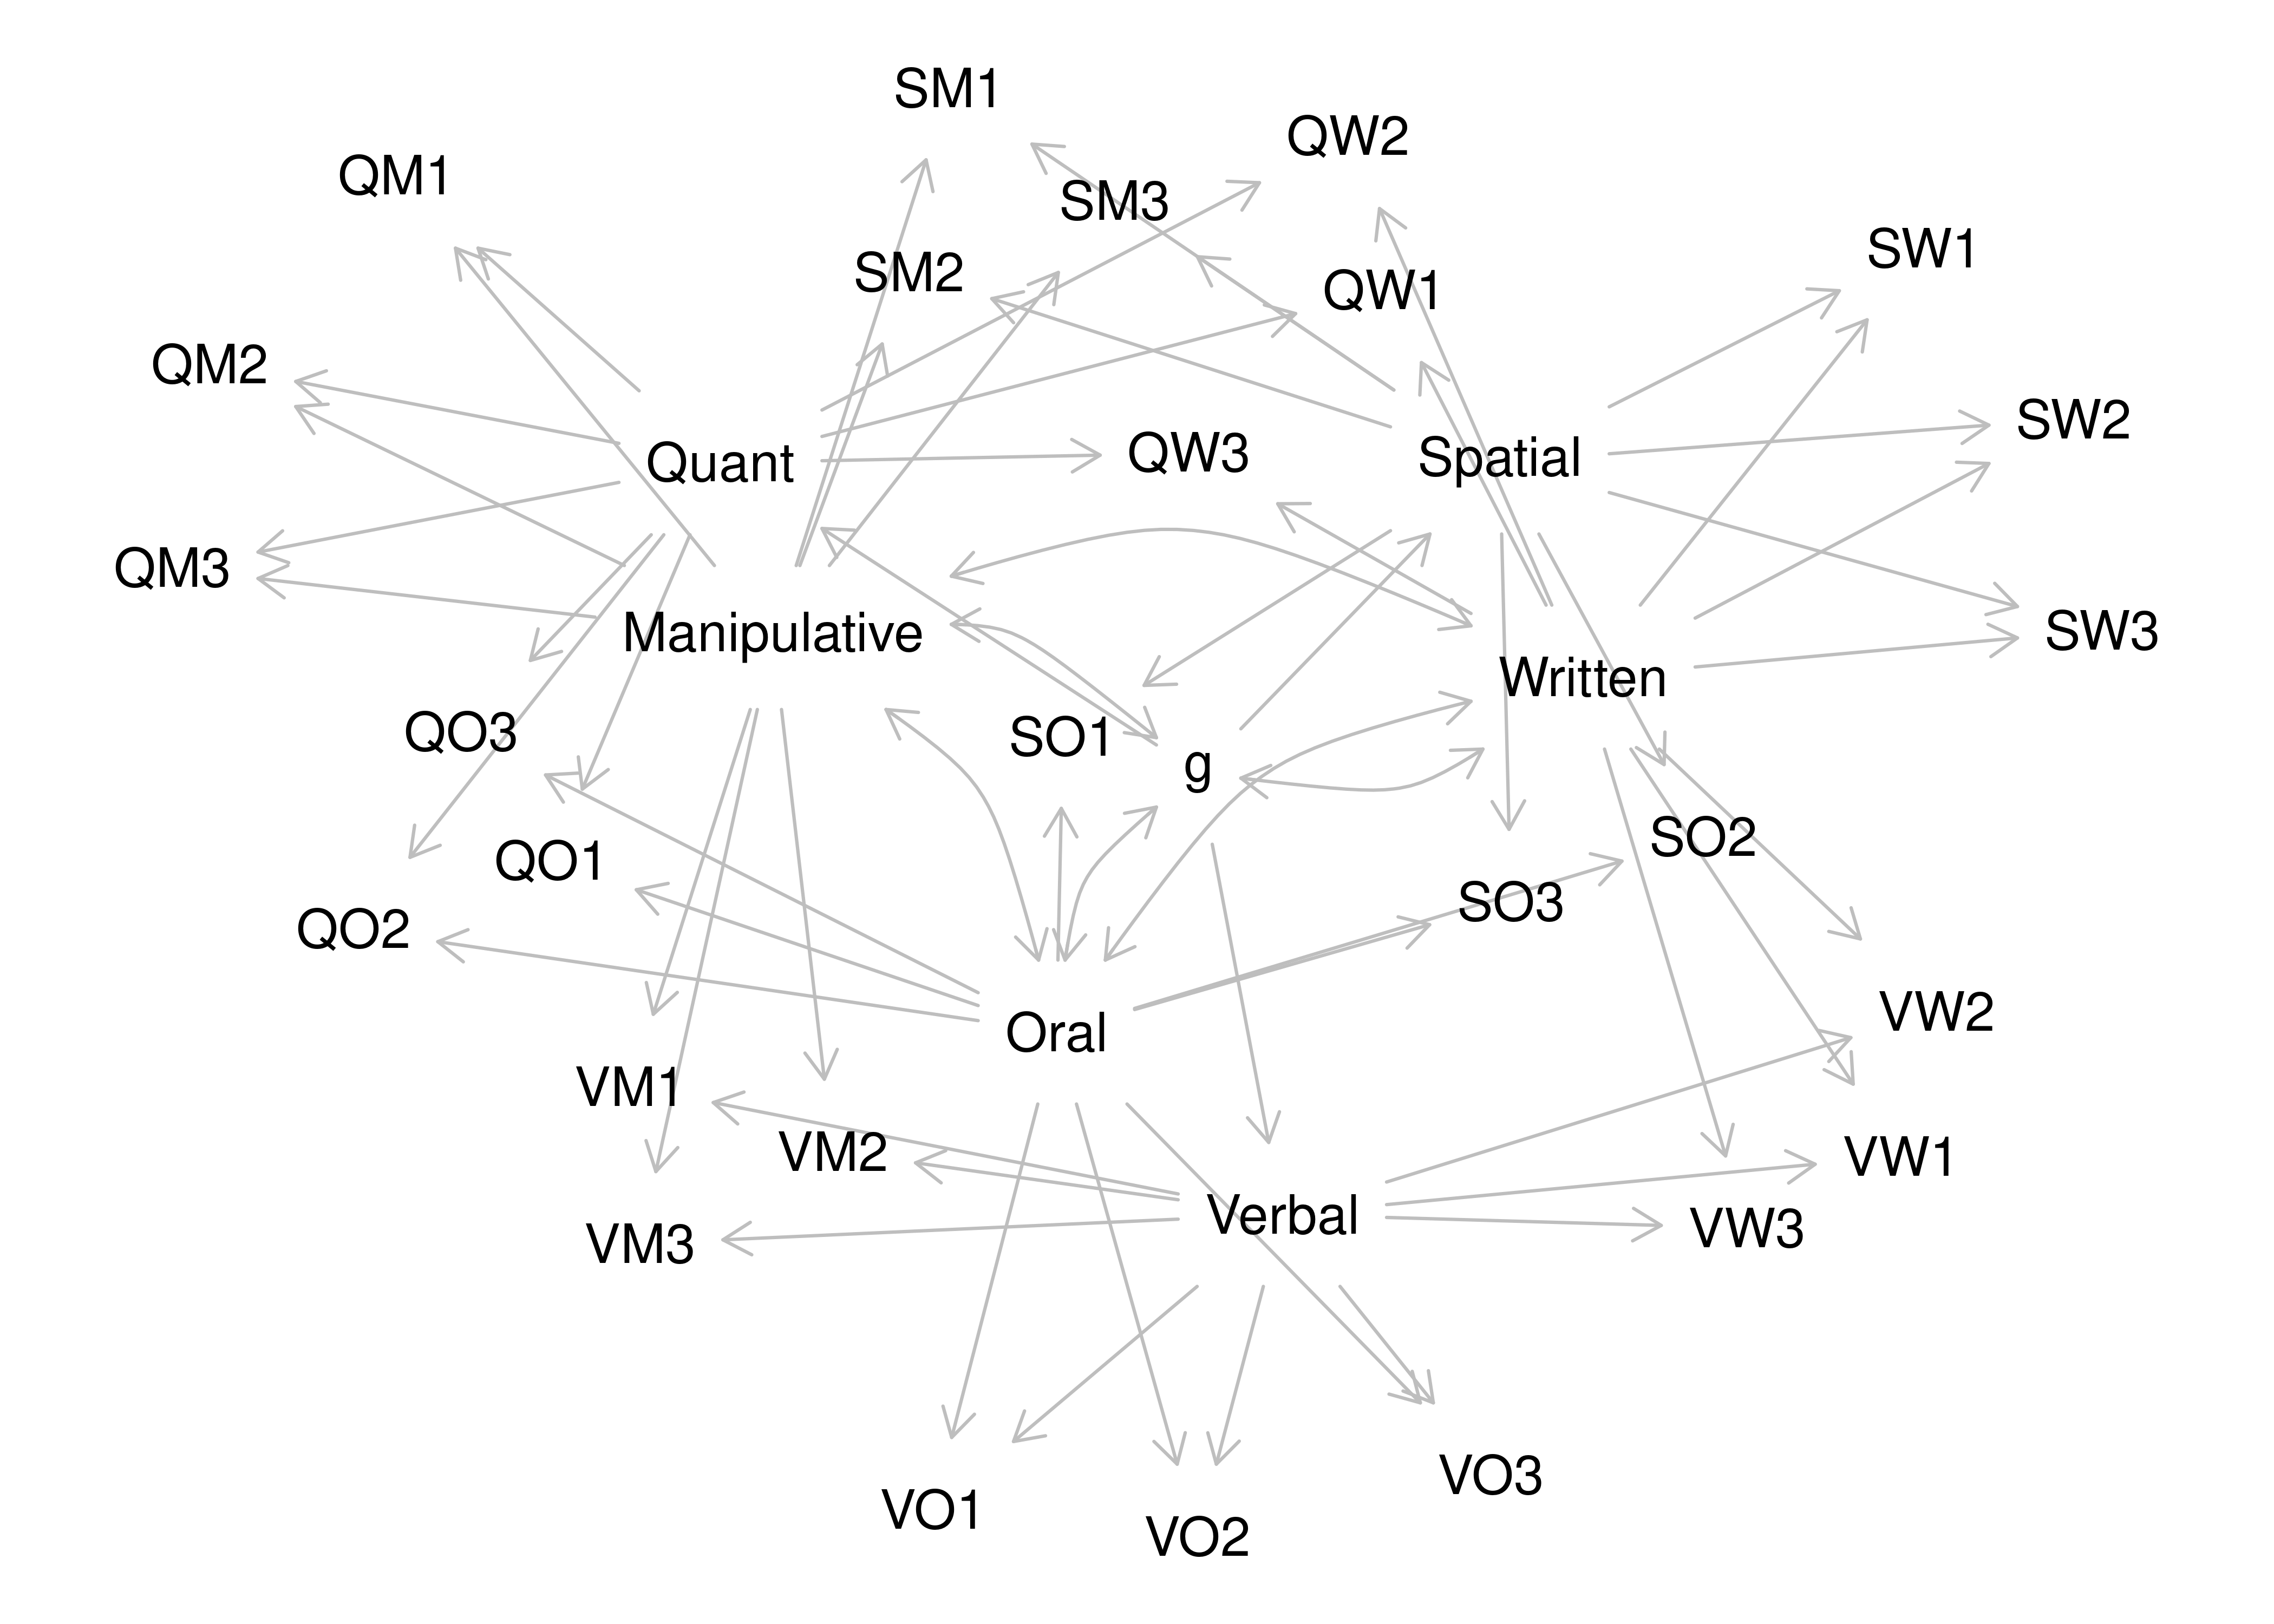 SM1
QW2
QM1
SM3
SW1
SM2
QW1
QM2
SW2
QW3
Spatial
Quant
QM3
SW3
Manipulative
Written
QO3
SO1
g
SO2
QO1
SO3
QO2
VW2
Oral
VM1
VM2
VW1
Verbal
VW3
VM3
VO3
VO1
VO2